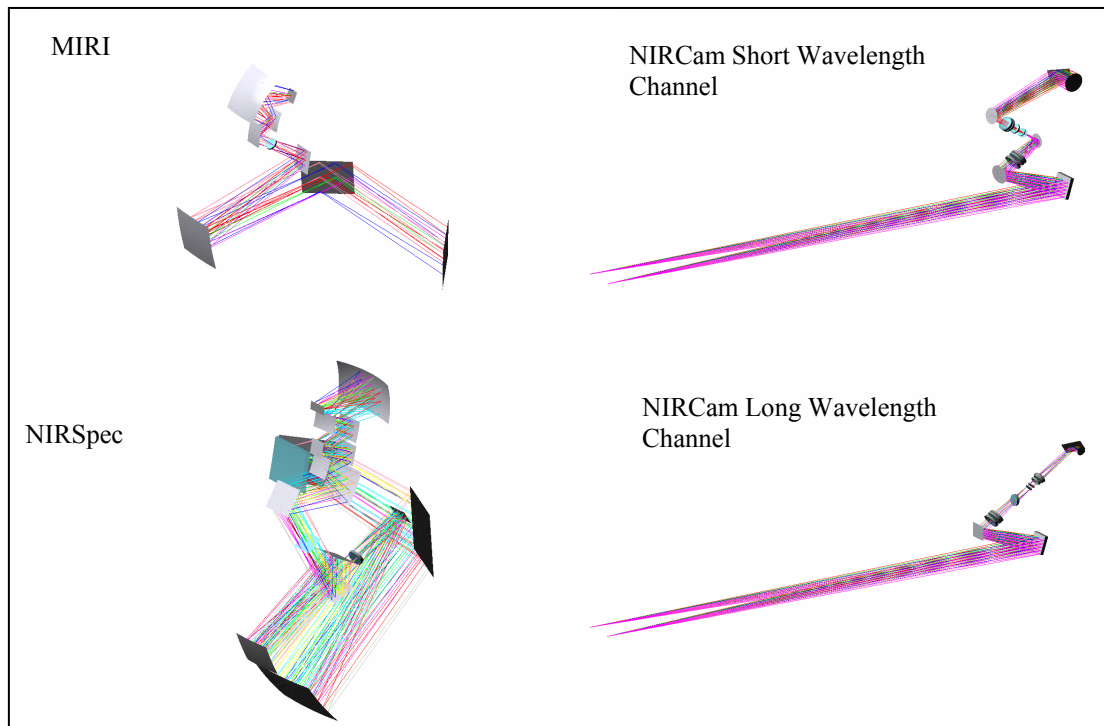 MIRI
NIRCam Short Wavelength
Channel
NIRSpec
NIRCam Long Wavelength
Channel